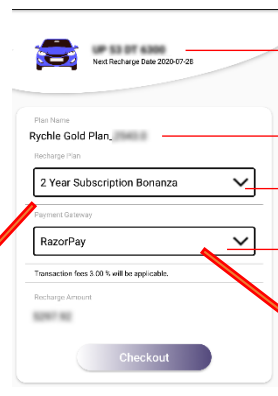 Next Recharge Date 2020-07-28
Plan Name
Rychle Gold Plan_
Recharge Plan
2 Year Subscription Bonanza
Payment Gateway
RazorPay
Transaction fees 3.00 % will be applicable.
Recharge Amount
Checkout